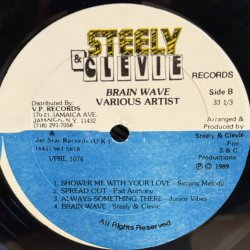 STEELY
& CLEVIE
RECORDS
BRAIN WAVE
VARIOUS ARTIST
Side B
33 1/3
Distributed By:
V.P. RECORDS
170-21 JAMAICA AVE.
JAMAICA, N.Y. 11432
(718) 291-7058
&
Jet Star Records (U.K.)
(441) 961 5818
VPRL 1074
Arranged &
Produced by
Steely & Clevie
For
S & C
Productions
Ⓟ © 1989
1 SHOWER ME WITH YOUR LOVE - Singing Melody
2 SPREAD OUT - Pad Anthony
3 ALWAYS SOMETHING THERE - Junior Vibes
4 BRAIN WAVE - Steely & Clevie
All Rights Reserved